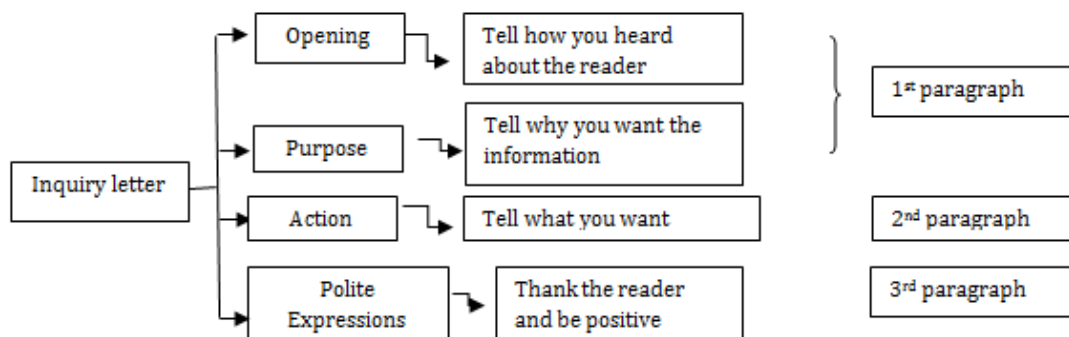 Opening
Tell how you heard
about the reader
1st paragraph
Purpose
Tell why you want the
information
Inquiry letter
Action
Tell what you want
2nd paragraph
Polite
Expressions
Thank the reader
and be positive
3rd paragraph